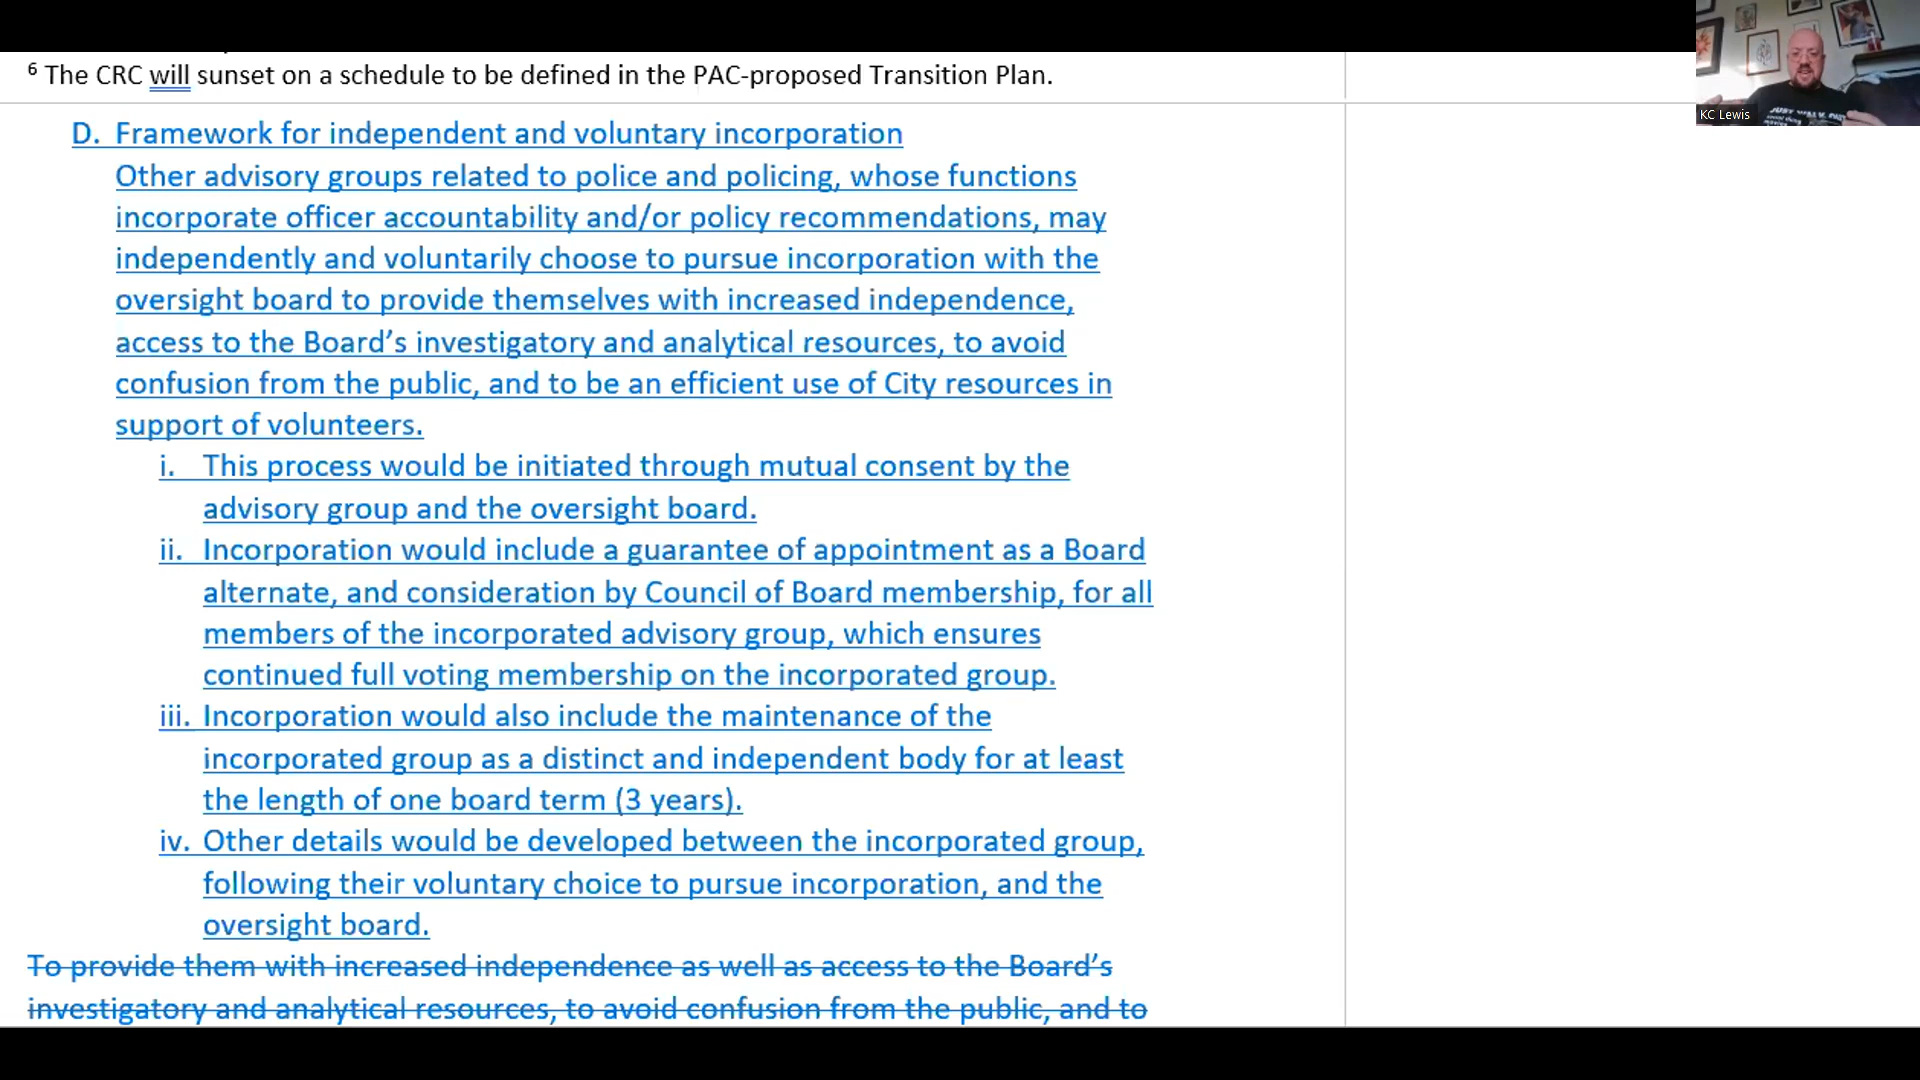 ⁶ The CRC will sunset on a schedule to be defined in the PAC-proposed Transition Plan.
D. Framework for independent and voluntary incorporation
Other advisory groups related to police and policing, whose functions
incorporate officer accountability and/or policy recommendations, may
independently and voluntarily choose to pursue incorporation with the
oversight board to provide themselves with increased independence,
access to the Board’s investigatory and analytical resources, to avoid
confusion from the public, and to be an efficient use of City resources in
support of volunteers.
i. This process would be initiated through mutual consent by the
advisory group and the oversight board.
ii. Incorporation would include a guarantee of appointment as a Board
alternate, and consideration by Council of Board membership, for all
members of the incorporated advisory group, which ensures
continued full voting membership on the incorporated group.
iii. Incorporation would also include the maintenance of the
incorporated group as a distinct and independent body for at least
the length of one board term (3 years).
iv. Other details would be developed between the incorporated group,
following their voluntary choice to pursue incorporation, and the
oversight board.
To provide them with increased independence as well as access to the Board’s
investigatory and analytical resources, to avoid confusion from the public, and to
KC Lewis